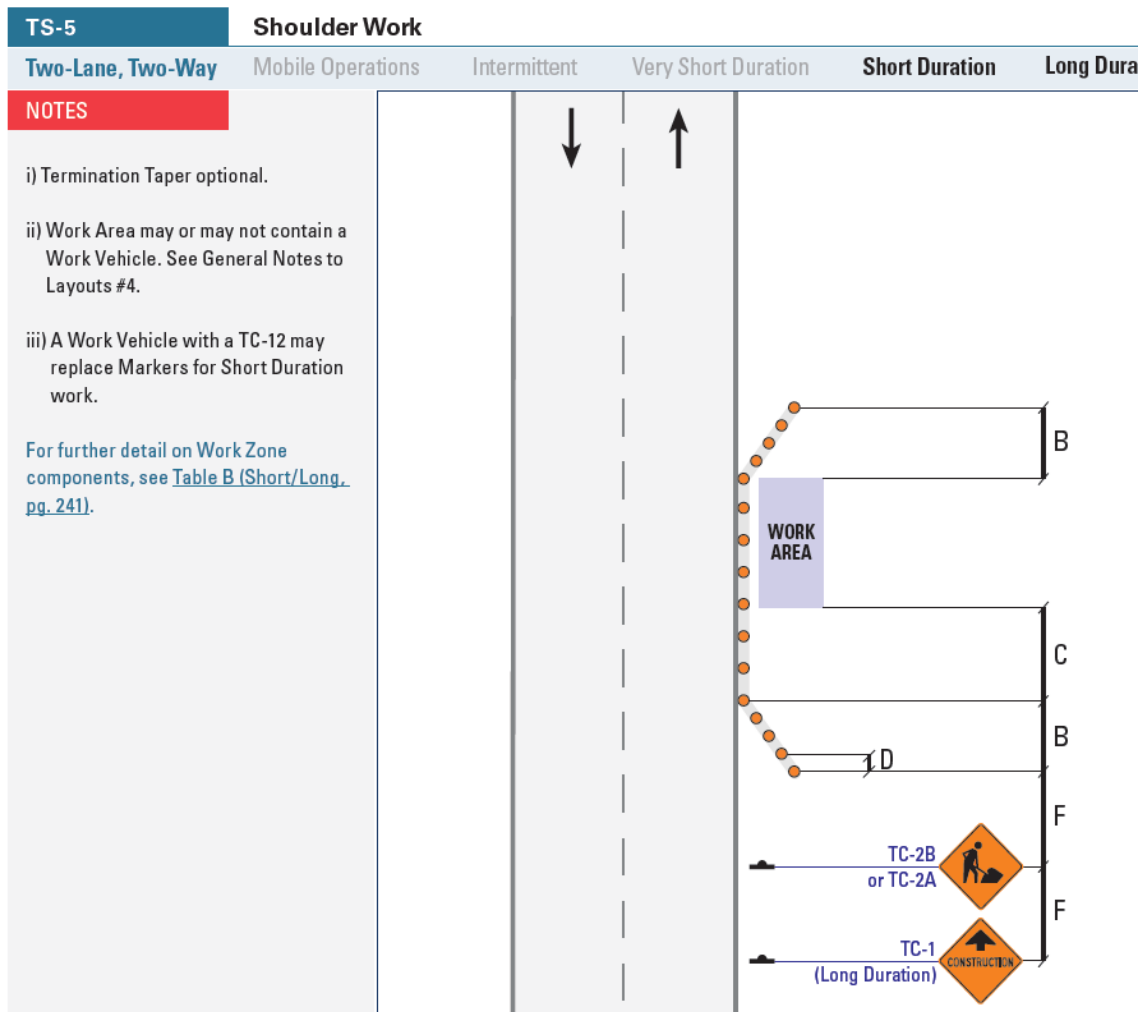 TS-5
Shoulder Work
Two-Lane, Two-Way
Mobile Operations
Intermittent
Very Short Duration
Short Duration
Long Dura
NOTES
i) Termination Taper optional.
ii) Work Area may or may not contain a
Work Vehicle. See General Notes to
Layouts #4.
iii) A Work Vehicle with a TC-12 may
replace Markers for Short Duration
work.
For further detail on Work Zone
components, see Table B (Short/Long,
pg. 241).
B
WORK
AREA
C
B
D
F
TC-2B
or TC-2A
F
TC-1
(Long Duration)
CONSTRUCTION